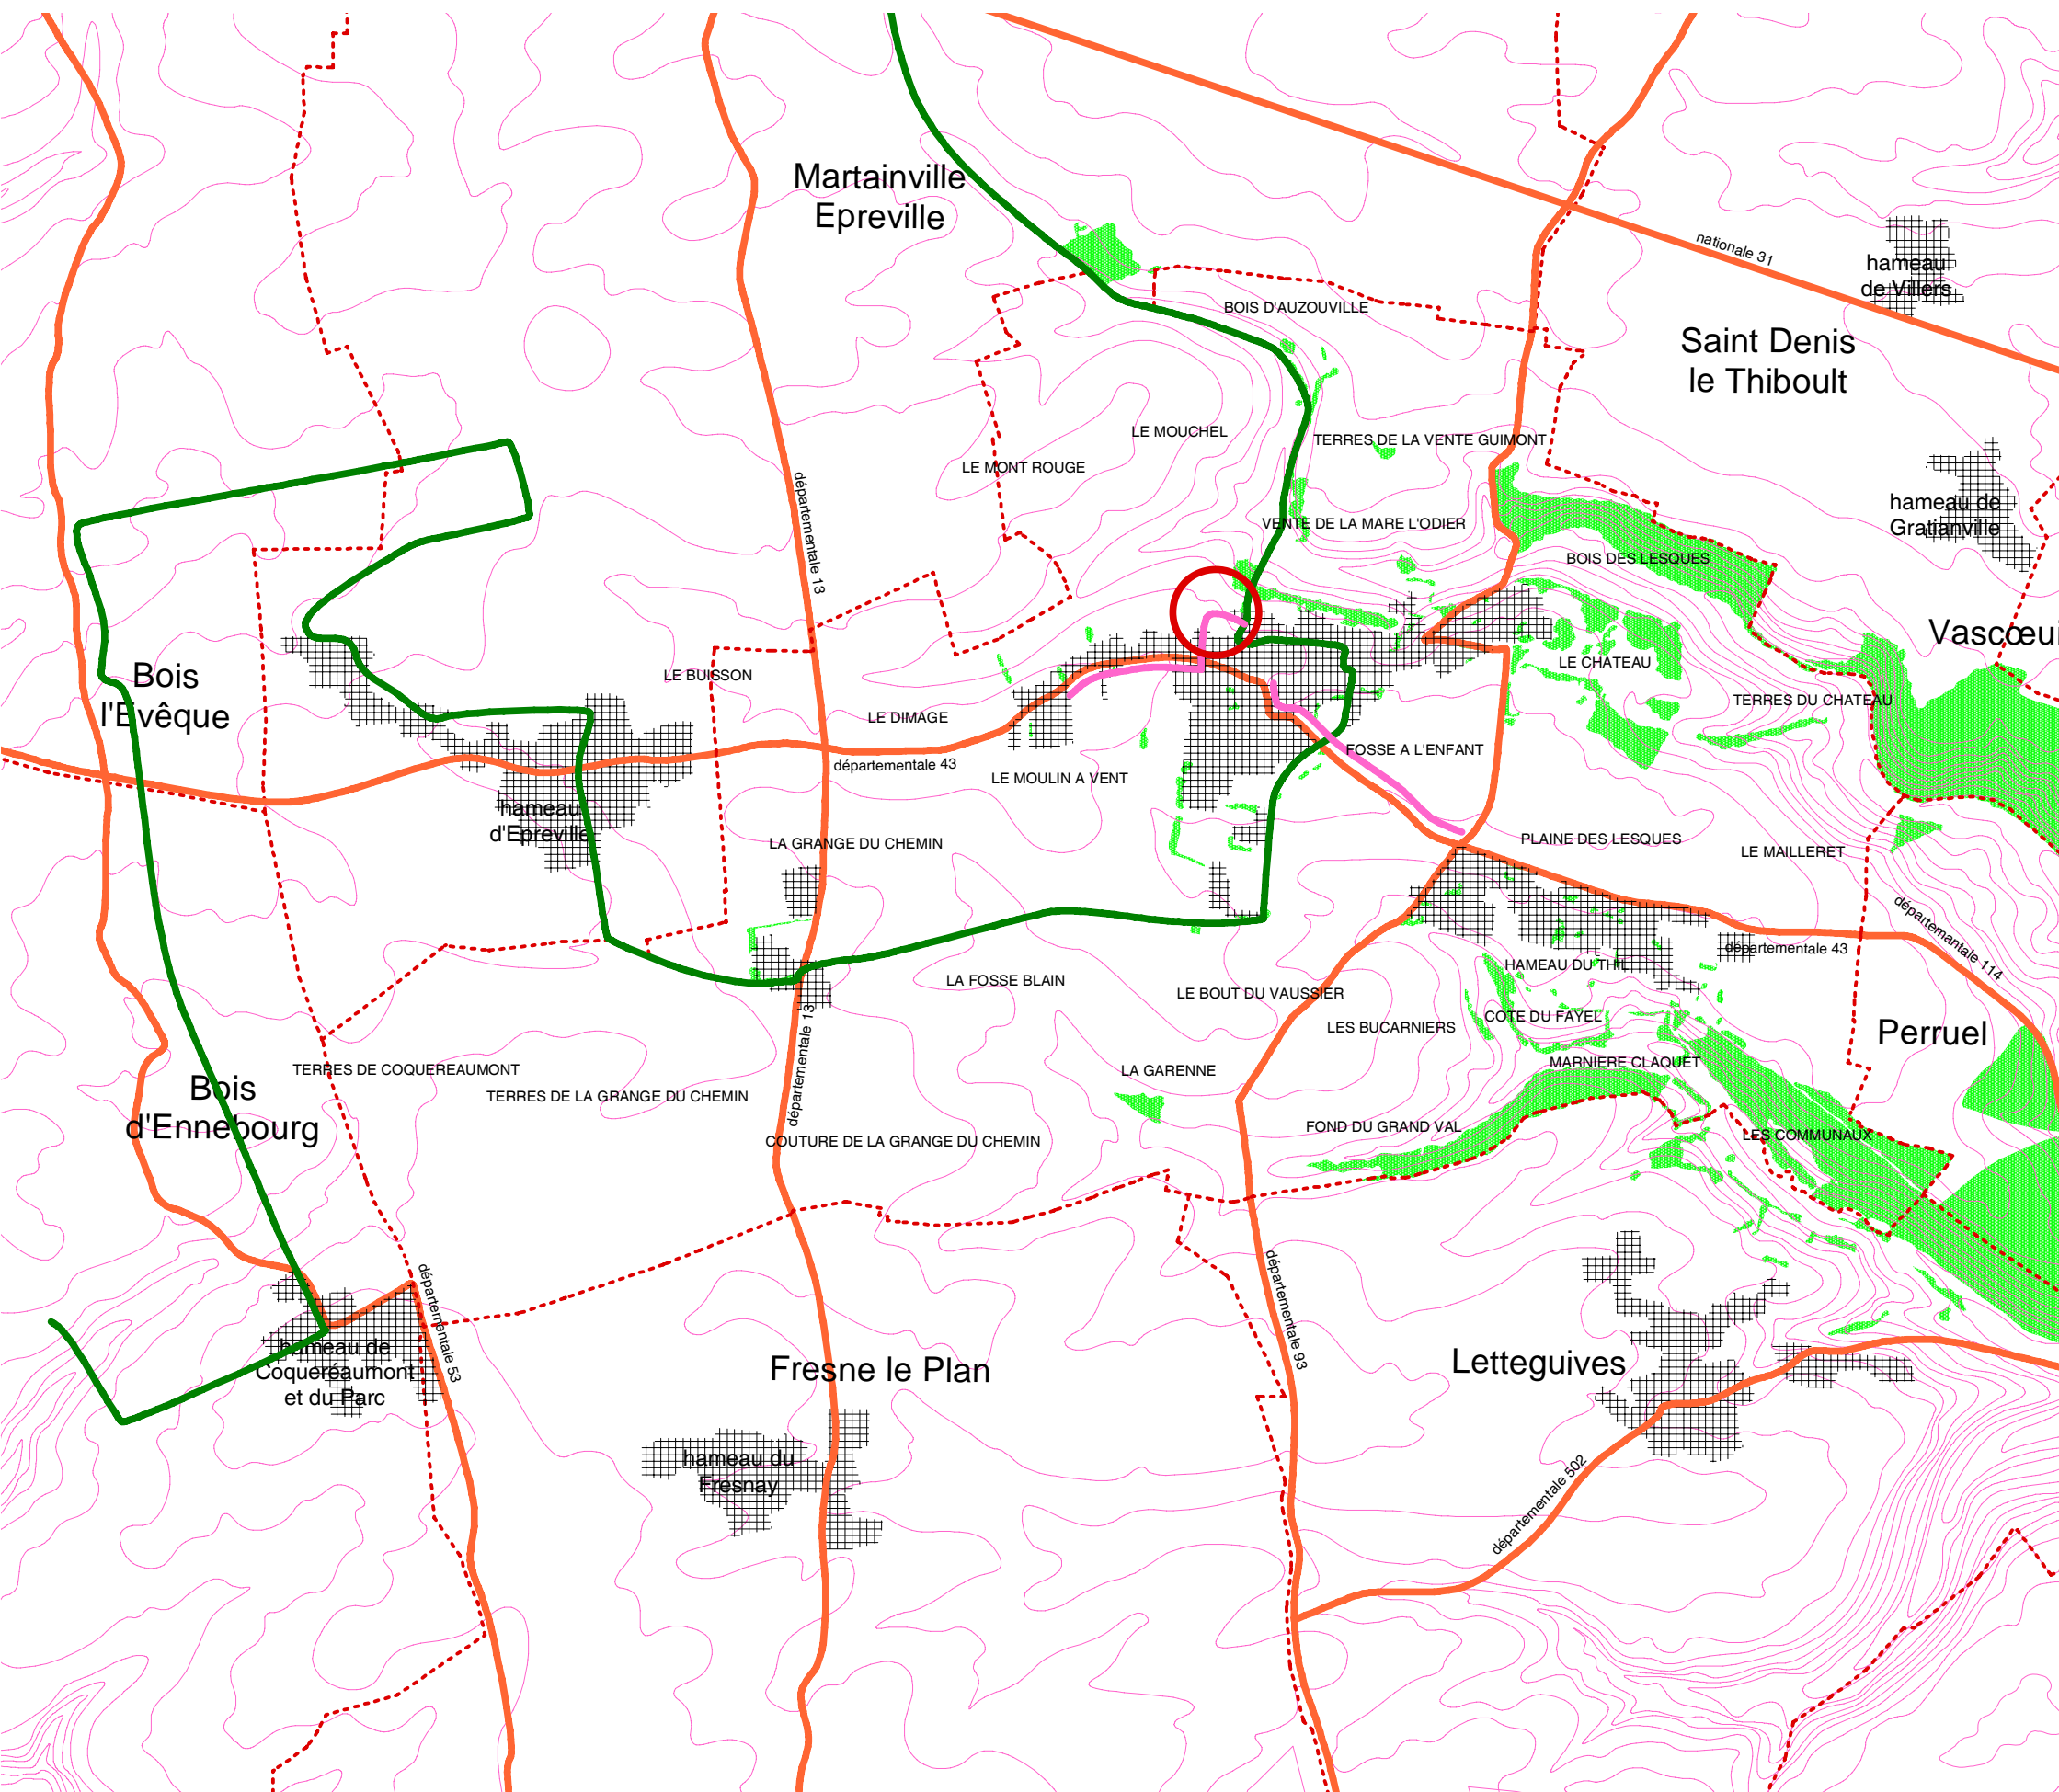 Martainville
Epreville
nationale 31
hameau
de Villers
BOIS D'AUZOUVILLE
Saint Denis
le Thiboult
LE MOUCHEL
TERRES DE LA VENTE GUIMONT
LE MONT ROUGE
départementale 13
hameau de
Gratianville
VENTE DE LA MARE L'ODIER
BOIS DES LESQUES
Vascœui
LE CHATEAU
Bois
l'Evêque
LE BUISSON
TERRES DU CHATEAU
LE DIMAGE
FOSSE A L'ENFANT
départementale 43
LE MOULIN A VENT
hameau
d'Epreville
LA GRANGE DU CHEMIN
PLAINE DES LESQUES
LE MAILLERET
départemantale 114
départementale 43
HAMEAU DU THIL
LA FOSSE BLAIN
LE BOUT DU VAUSSIER
COTE DU FAYEL
LES BUCARNIERS
Perruel
départementale 13
MARNIERE CLAQUET
TERRES DE COQUEREAUMONT
LA GARENNE
Bois
d'Ennebourg
TERRES DE LA GRANGE DU CHEMIN
FOND DU GRAND VAL
LES COMMUNAUX
COUTURE DE LA GRANGE DU CHEMIN
départementale 53
départementale 93
hameau de
Coqueréaumont
et du Parc
Fresne le Plan
Letteguives
hameau du
Fresnay
départementale 502